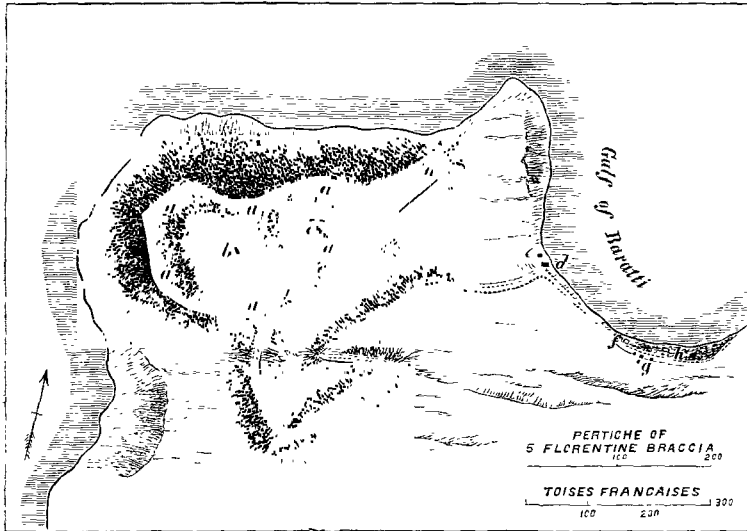 Gulf of Baratti
a
a
a
a
b
a
a
a
c
d
f
g
h
PERTICHE OF
5 FLORENTINE BRACCIA
100 200
TOISES FRANCAISES
100 200 300